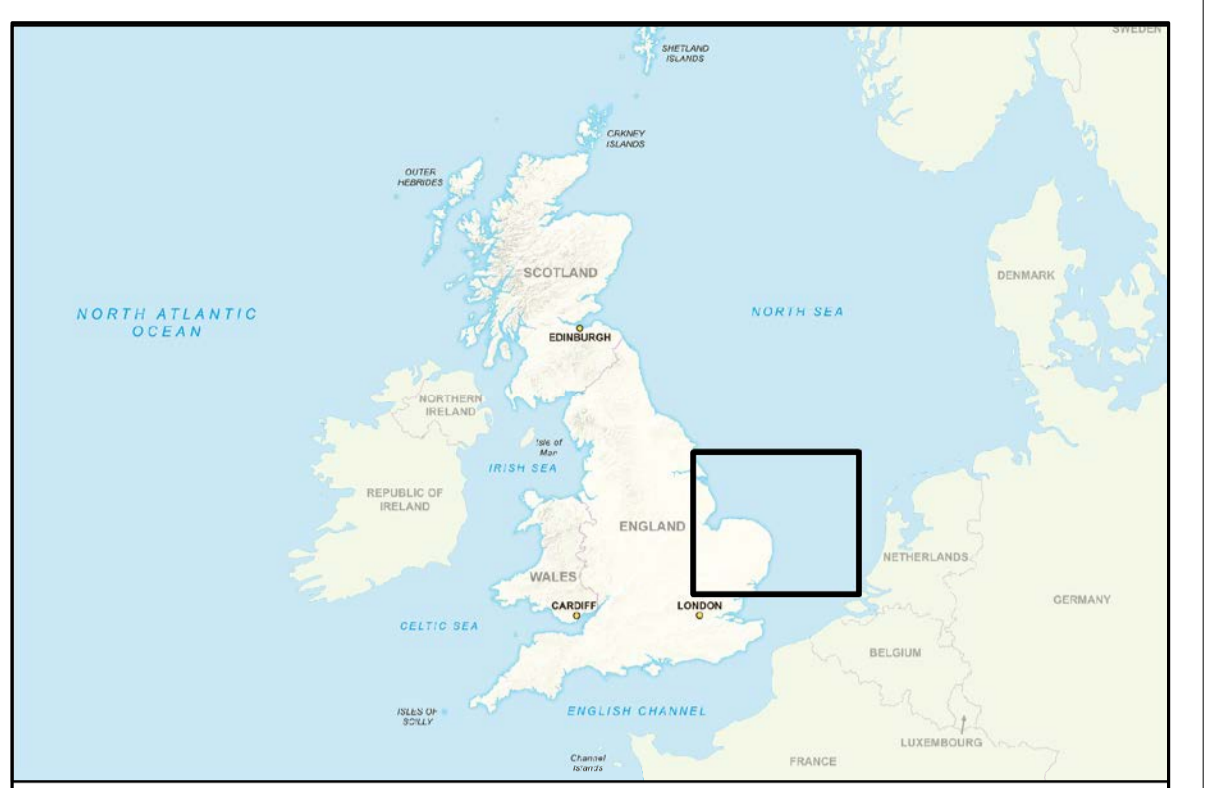 SWEDEN
SHETLAND
ISLANDS
ORKNEY
ISLANDS
OUTER
HEBRIDES
SCOTLAND
DENMARK
NORTH ATLANTIC
OCEAN
NORTH SEA
EDINBURGH
NORTHERN
IRELAND
Isle of
Man
IRISH SEA
REPUBLIC OF
IRELAND
ENGLAND
NETHERLANDS
WALES
CARDIFF
LONDON
GERMANY
CELTIC SEA
BELGIUM
ISLES OF
SCILLY
ENGLISH CHANNEL
LUXEMBOURG
Channel
Islands
FRANCE